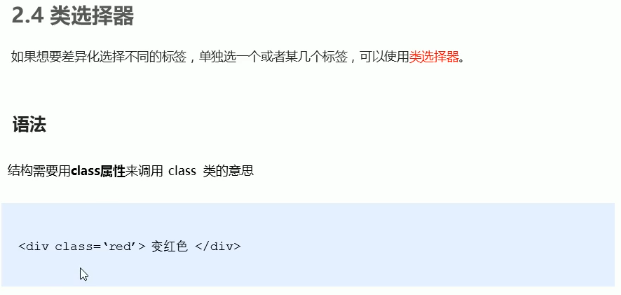 2.4 类选择器
如果想要差异化选择不同的标签，单独选一个或者某几个标签，可以使用类选择器。
语法
结构需要用class属性来调用 class 类的意思
<div class=‘red’> 变红色 </div>